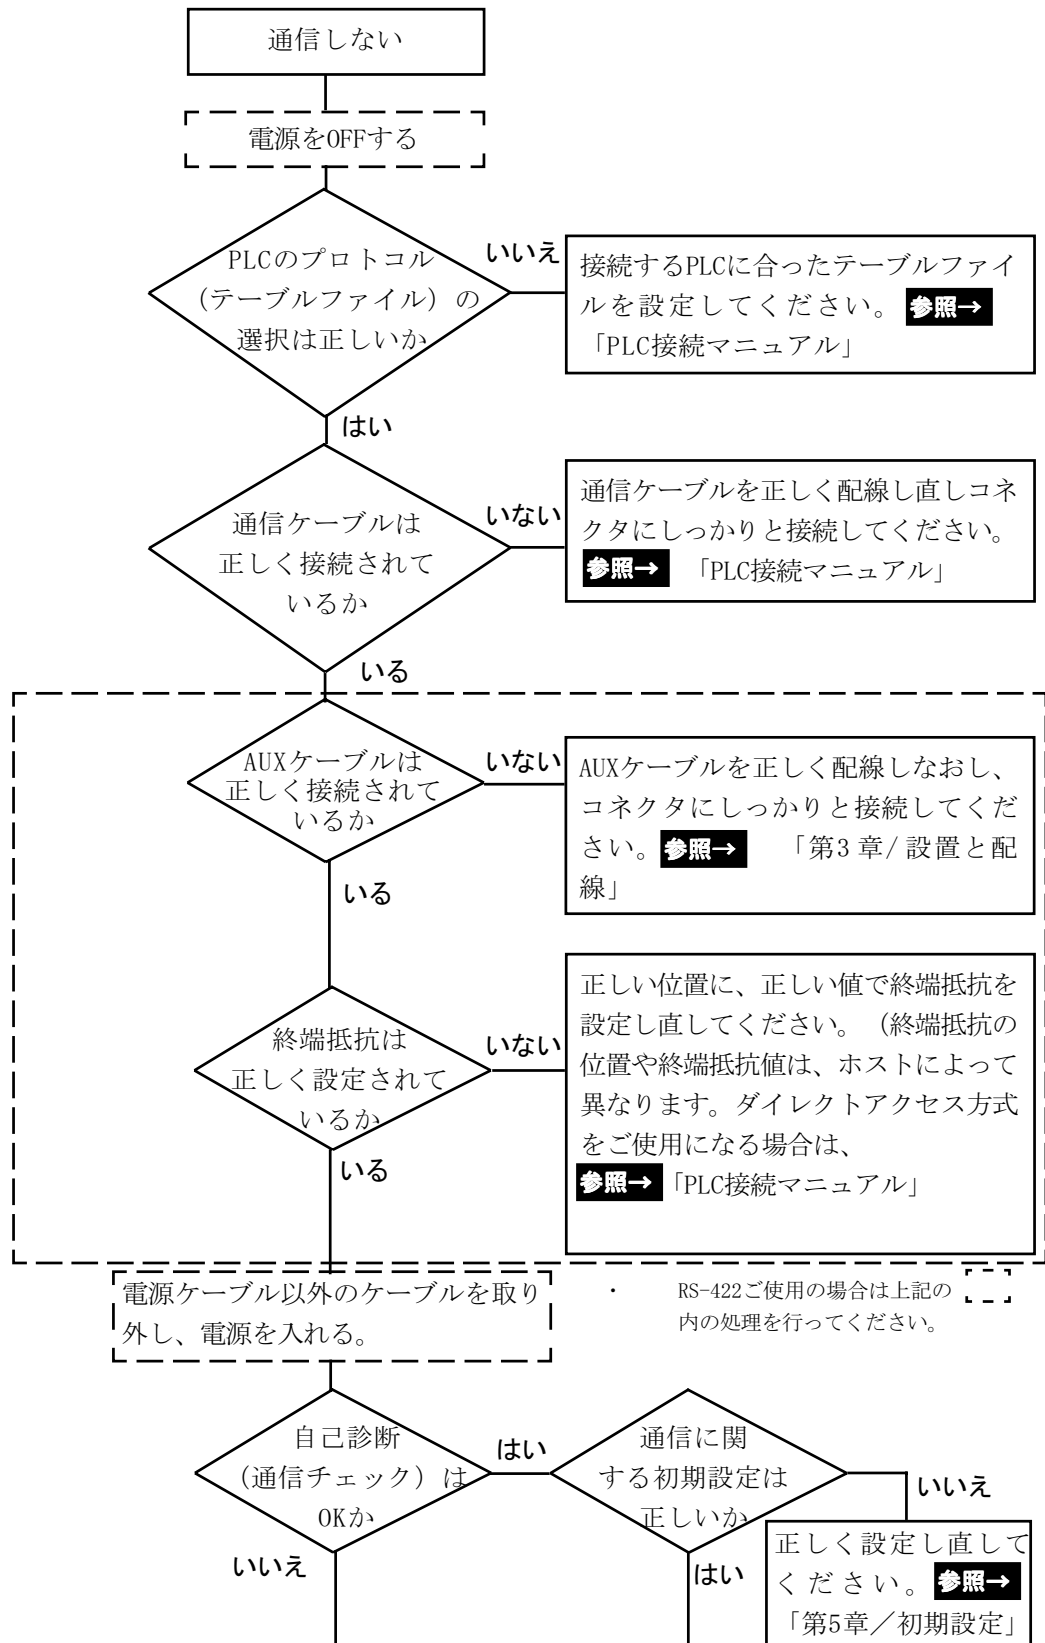 通信しない
電源をOFFする
PLCのプロトコル
(テーブルファイル) の
選択は正しいか
いいえ
接続するPLCに合ったテーブルファイ
ルを設定してください。 参照→
「PLC接続マニュアル」
はい
通信ケーブルは
正しく接続されて
いるか
いない
通信ケーブルを正しく配線し直しコネ
クタにしっかりと接続してください。
参照→ 「PLC接続マニュアル」
いる
AUXケーブルは
正しく接続されて
いるか
いない
AUXケーブルを正しく配線しなおし、
コネクタにしっかりと接続してくだ
さい。 参照→ 「第3章/設置と配
線」
いる
終端抵抗は
正しく設定されて
いるか
いない
正しい位置に、正しい値で終端抵抗を
設定し直してください。 (終端抵抗の
位置や終端抵抗値は、ホストによって
異なります。ダイレクトアクセス方式
をご使用になる場合は、
参照→ 「PLC接続マニュアル」
いる
電源ケーブル以外のケーブルを取り
外し、電源を入れる。
・ RS-422ご使用の場合は上記の
内の処理を行ってください。
自己診断
(通信チェック) は
OKか
はい
いいえ
通信に関
する初期設定は
正しいか
いいえ
はい
正しく設定し直して
ください。 参照→
「第5章／初期設定」